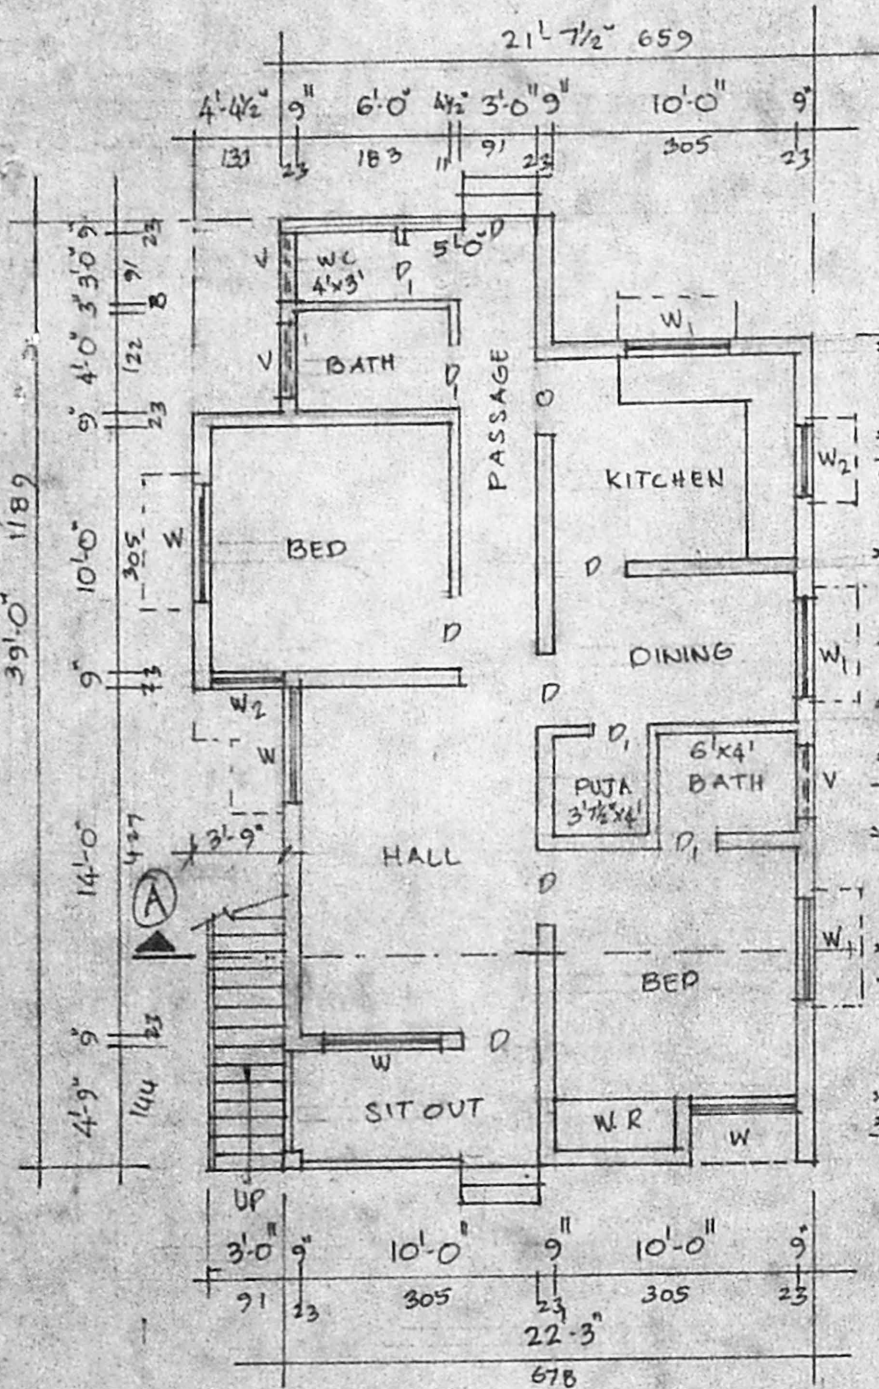 21'-7½" 659
4'-4½" 9" 6'-0" 4½" 3'-0" 9" 10'-0" 9"
131 23 183 11 91 23 305 23
39'-0" 1189
9" 3'-0" 3" 4'-0" 9" 10'-0" 9" 14'-0" 9" 4'-9"
23 91 8 122 23 305 23 427 23 144
V
WC
4'x3'
D1
5'-0"
D
V
BATH
D1
PASSAGE
W1
D
KITCHEN
W2
W
BED
D
D
DINING
W1
W2
W
D
D1
PUJA
3'7½"x4'
6'x4'
BATH
V
3'-9"
HALL
D1
D
A
BED
W1
W
D
SIT OUT
W.R
W
UP
3'-0" 9" 10'-0" 9" 10'-0" 9"
91 23 305 23 305 23
22'-3"
678